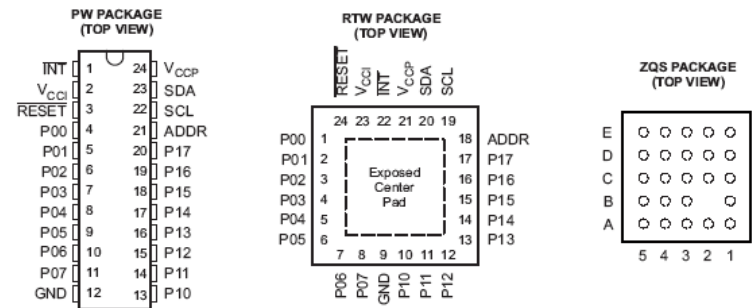 PW PACKAGE
(TOP VIEW)
INT 1 24 VCCP
VCCI 2 23 SDA
RESET 3 22 SCL
P00 4 21 ADDR
P01 5 20 P17
P02 6 19 P16
P03 7 18 P15
P04 8 17 P14
P05 9 16 P13
P06 10 15 P12
P07 11 14 P11
GND 12 13 P10
RTW PACKAGE
(TOP VIEW)
RESET VCCI INT VCCP SDA SCL
24 23 22 21 20 19
P00 1 18 ADDR
P01 2 17 P17
P02 3 16 P16
P03 4 15 P15
P04 5 14 P14
P05 6 13 P13
Exposed
Center
Pad
7 8 9 10 11 12
P06 P07 GND P10 P11 P12
ZQS PACKAGE
(TOP VIEW)
E
D
C
B
A
5 4 3 2 1